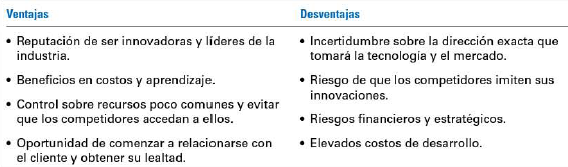 Ventajas
• Reputación de ser innovadoras y líderes de la
industria.
• Beneficios en costos y aprendizaje.
• Control sobre recursos poco comunes y evitar
que los competidores accedan a ellos.
• Oportunidad de comenzar a relacionarse con
el cliente y obtener su lealtad.
Desventajas
• Incertidumbre sobre la dirección exacta que
tomará la tecnología y el mercado.
• Riesgo de que los competidores imiten sus
innovaciones.
• Riesgos financieros y estratégicos.
• Elevados costos de desarrollo.